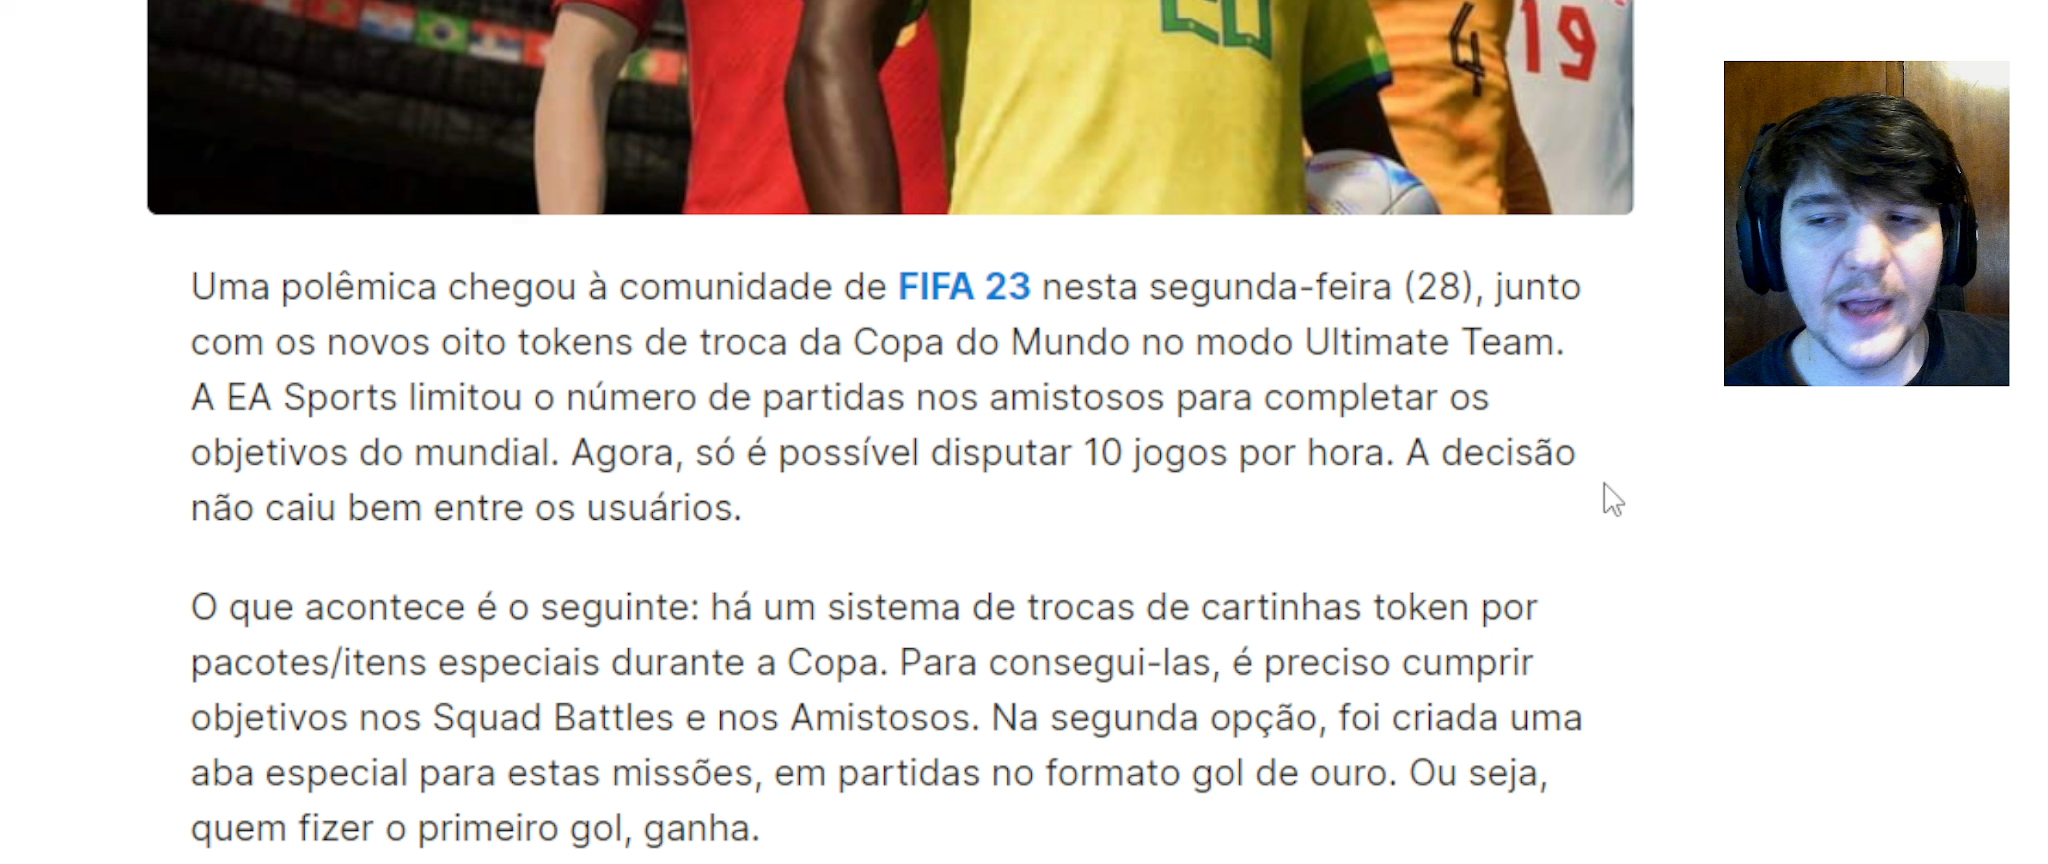 20
4
19
Uma polêmica chegou à comunidade de FIFA 23 nesta segunda-feira (28), junto
com os novos oito tokens de troca da Copa do Mundo no modo Ultimate Team.
A EA Sports limitou o número de partidas nos amistosos para completar os
objetivos do mundial. Agora, só é possível disputar 10 jogos por hora. A decisão
não caiu bem entre os usuários.
O que acontece é o seguinte: há um sistema de trocas de cartinhas token por
pacotes/itens especiais durante a Copa. Para consegui-las, é preciso cumprir
objetivos nos Squad Battles e nos Amistosos. Na segunda opção, foi criada uma
aba especial para estas missões, em partidas no formato gol de ouro. Ou seja,
quem fizer o primeiro gol, ganha.